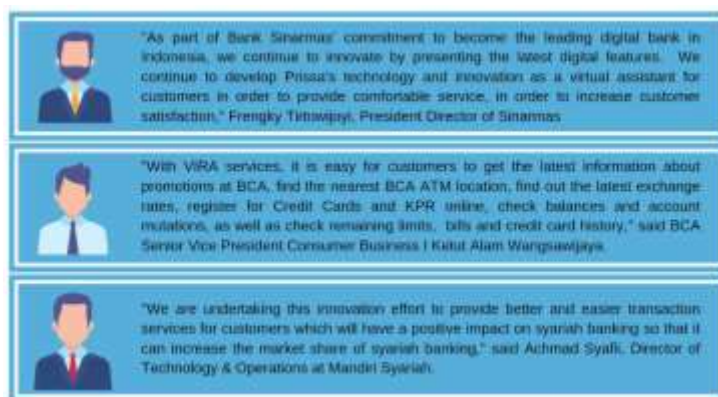 "As part of Bank Sinarmas' commitment to become the leading digital bank in
Indonesia, we continue to innovate by presenting the latest digital features. We
continue to develop Prissa's technology and innovation as a virtual assistant for
customers in order to provide comfortable service, in order to increase customer
satisfaction," Frengky Tirtowijoyi, President Director of Sinarmas
"With VIRA services, it is easy for customers to get the latest information about
promotions at BCA, find the nearest BCA ATM location, find out the latest exchange
rates, register for Credit Cards and KPR online, check balances and account
mutations, as well as check remaining limits, bills and credit card history," said BCA
Senior Vice President Consumer Business I Ketut Alam Wangsawijaya.
"We are undertaking this innovation effort to provide better and easier transaction
services for customers which will have a positive impact on syariah banking so that it
can increase the market share of syariah banking," said Achmad Syafii, Director of
Technology & Operations at Mandiri Syariah.